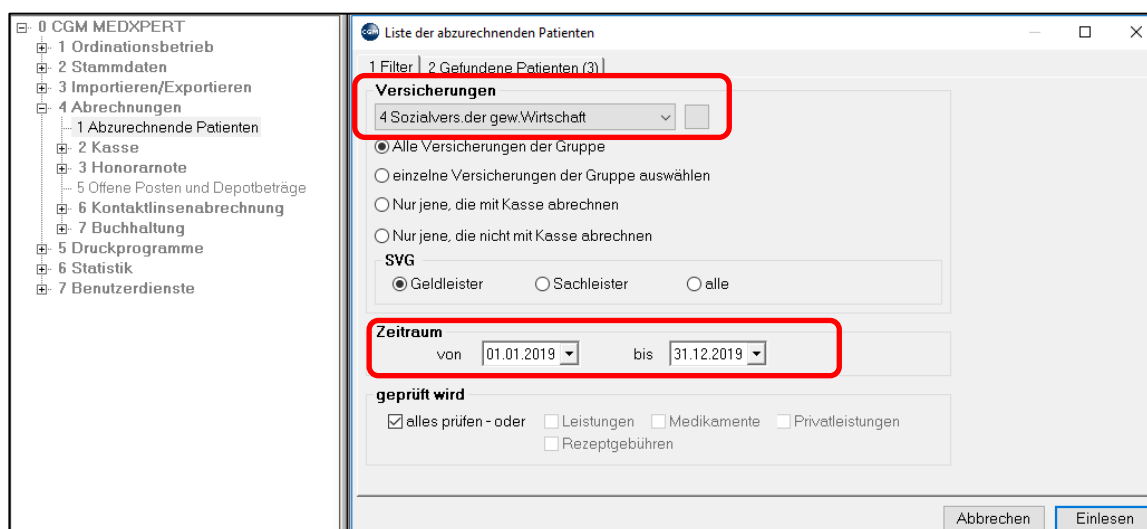 0 CGM MEDXPERT
1 Ordinationsbetrieb
2 Stammdaten
3 Importieren/Exportieren
4 Abrechnungen
1 Abzurechnende Patienten
2 Kasse
3 Honorarnote
5 Offene Posten und Depotbeträge
6 Kontaktlinsenabrechnung
7 Buchhaltung
5 Druckprogramme
6 Statistik
7 Benutzerdienste
CGM Liste der abzurechnenden Patienten
1 Filter 2 Gefundene Patienten (3)
Versicherungen
4 Sozialvers.der gew.Wirtschaft
Alle Versicherungen der Gruppe
einzelne Versicherungen der Gruppe auswählen
Nur jene, die mit Kasse abrechnen
Nur jene, die nicht mit Kasse abrechnen
SVG
Geldleister Sachleister alle
Zeitraum
von 01.01.2019 bis 31.12.2019
geprüft wird
alles prüfen - oder Leistungen Medikamente Privatleistungen
Rezeptgebühren
Abbrechen Einlesen